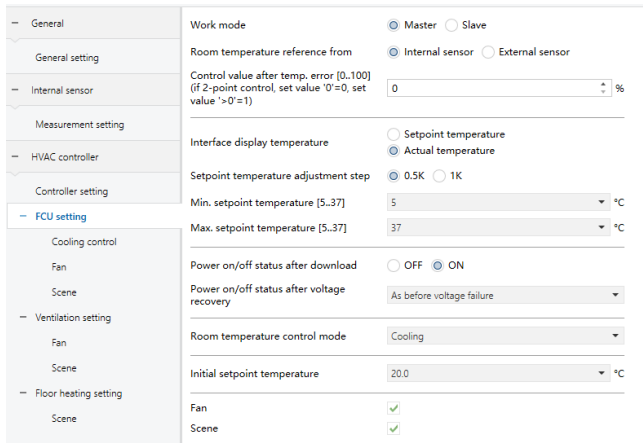 General
General setting
Internal sensor
Measurement setting
HVAC controller
Controller setting
FCU setting
Cooling control
Fan
Scene
Ventilation setting
Fan
Scene
Floor heating setting
Scene
Work mode
Master Slave
Room temperature reference from
Internal sensor External sensor
Control value after temp. error [0..100]
(if 2-point control, set value '0'=0, set
value '>0'=1)
0 %
Interface display temperature
Setpoint temperature
Actual temperature
Setpoint temperature adjustment step
0.5K 1K
Min. setpoint temperature [5..37]
5 °C
Max. setpoint temperature [5..37]
37 °C
Power on/off status after download
OFF ON
Power on/off status after voltage
recovery
As before voltage failure
Room temperature control mode
Cooling
Initial setpoint temperature
20.0 °C
Fan
Scene